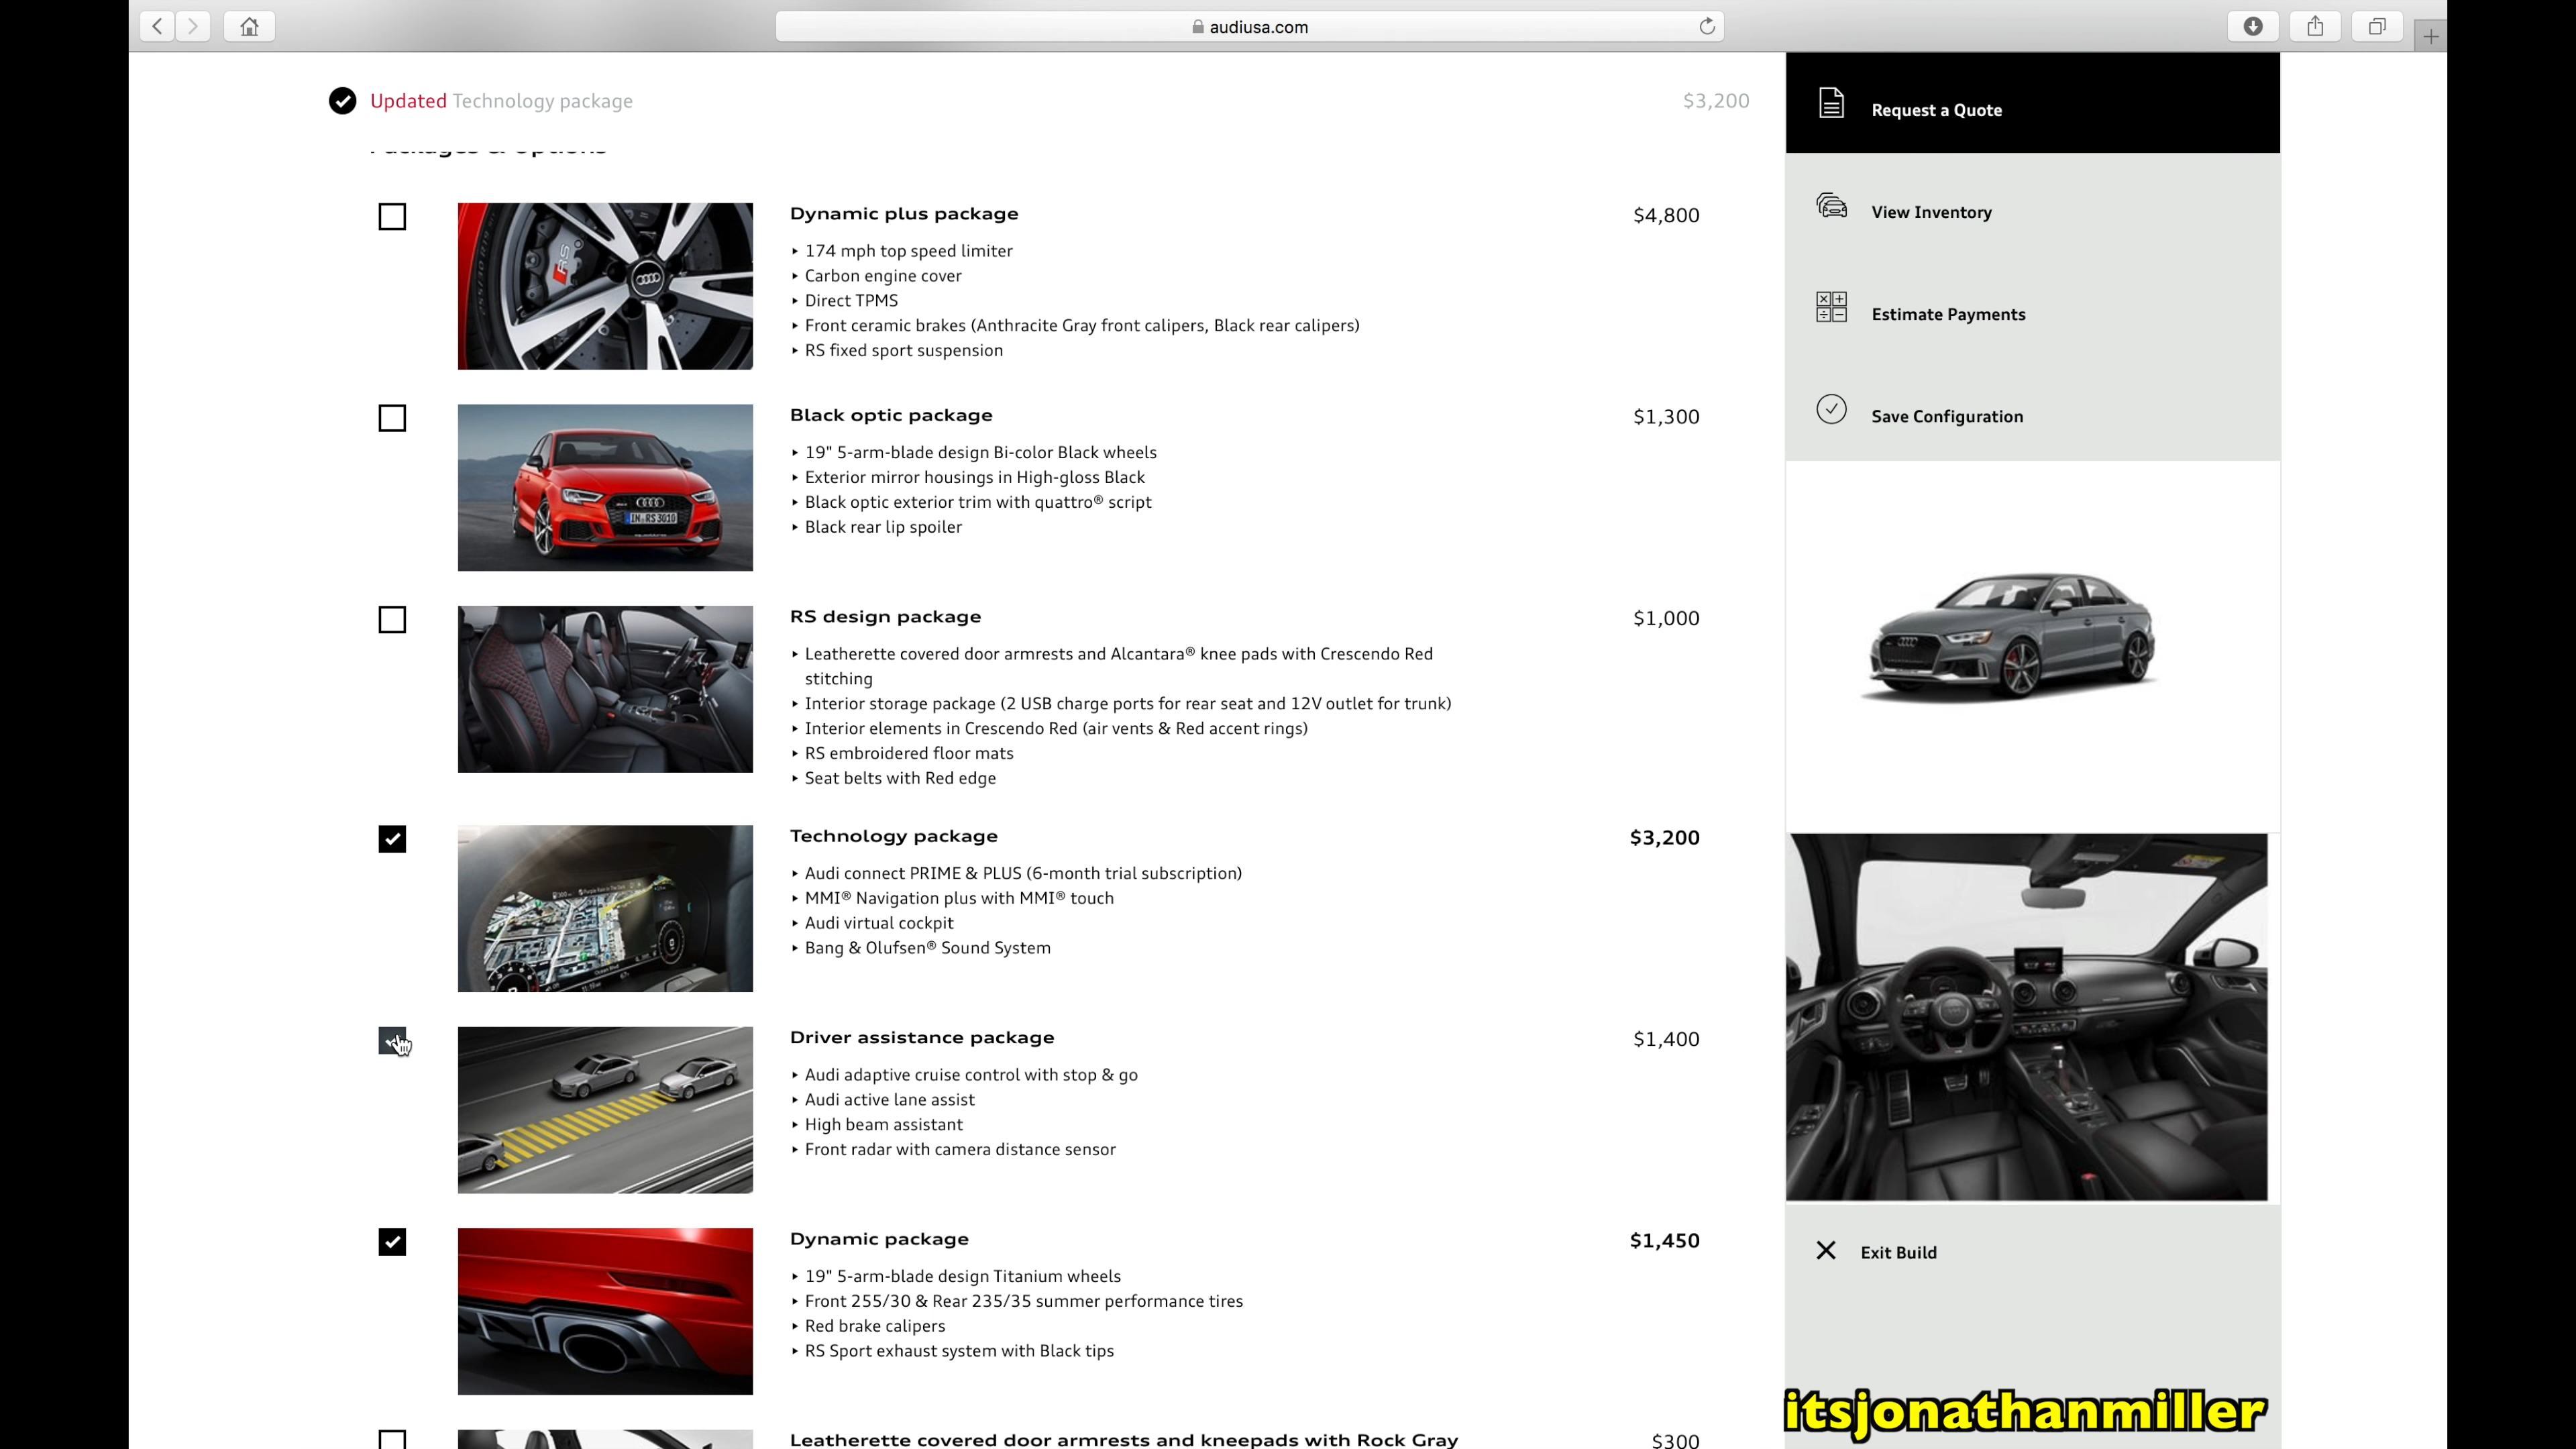 audiusa.com
Updated Technology package
$3,200
Packages & Options
Dynamic plus package
$4,800
174 mph top speed limiter
Carbon engine cover
Direct TPMS
Front ceramic brakes (Anthracite Gray front calipers, Black rear calipers)
RS fixed sport suspension
Black optic package
$1,300
19" 5-arm-blade design Bi-color Black wheels
Exterior mirror housings in High-gloss Black
Black optic exterior trim with quattro® script
Black rear lip spoiler
IN RS 3010
RS design package
$1,000
Leatherette covered door armrests and Alcantara® knee pads with Crescendo Red
stitching
Interior storage package (2 USB charge ports for rear seat and 12V outlet for trunk)
Interior elements in Crescendo Red (air vents & Red accent rings)
RS embroidered floor mats
Seat belts with Red edge
Technology package
$3,200
Audi connect PRIME & PLUS (6-month trial subscription)
MMI® Navigation plus with MMI® touch
Audi virtual cockpit
Bang & Olufsen® Sound System
Driver assistance package
$1,400
Audi adaptive cruise control with stop & go
Audi active lane assist
High beam assistant
Front radar with camera distance sensor
Dynamic package
$1,450
19" 5-arm-blade design Titanium wheels
Front 255/30 & Rear 235/35 summer performance tires
Red brake calipers
RS Sport exhaust system with Black tips
Leatherette covered door armrests and kneepads with Rock Gray
$300
Request a Quote
View Inventory
Estimate Payments
Save Configuration
Exit Build
itsjonathanmiller